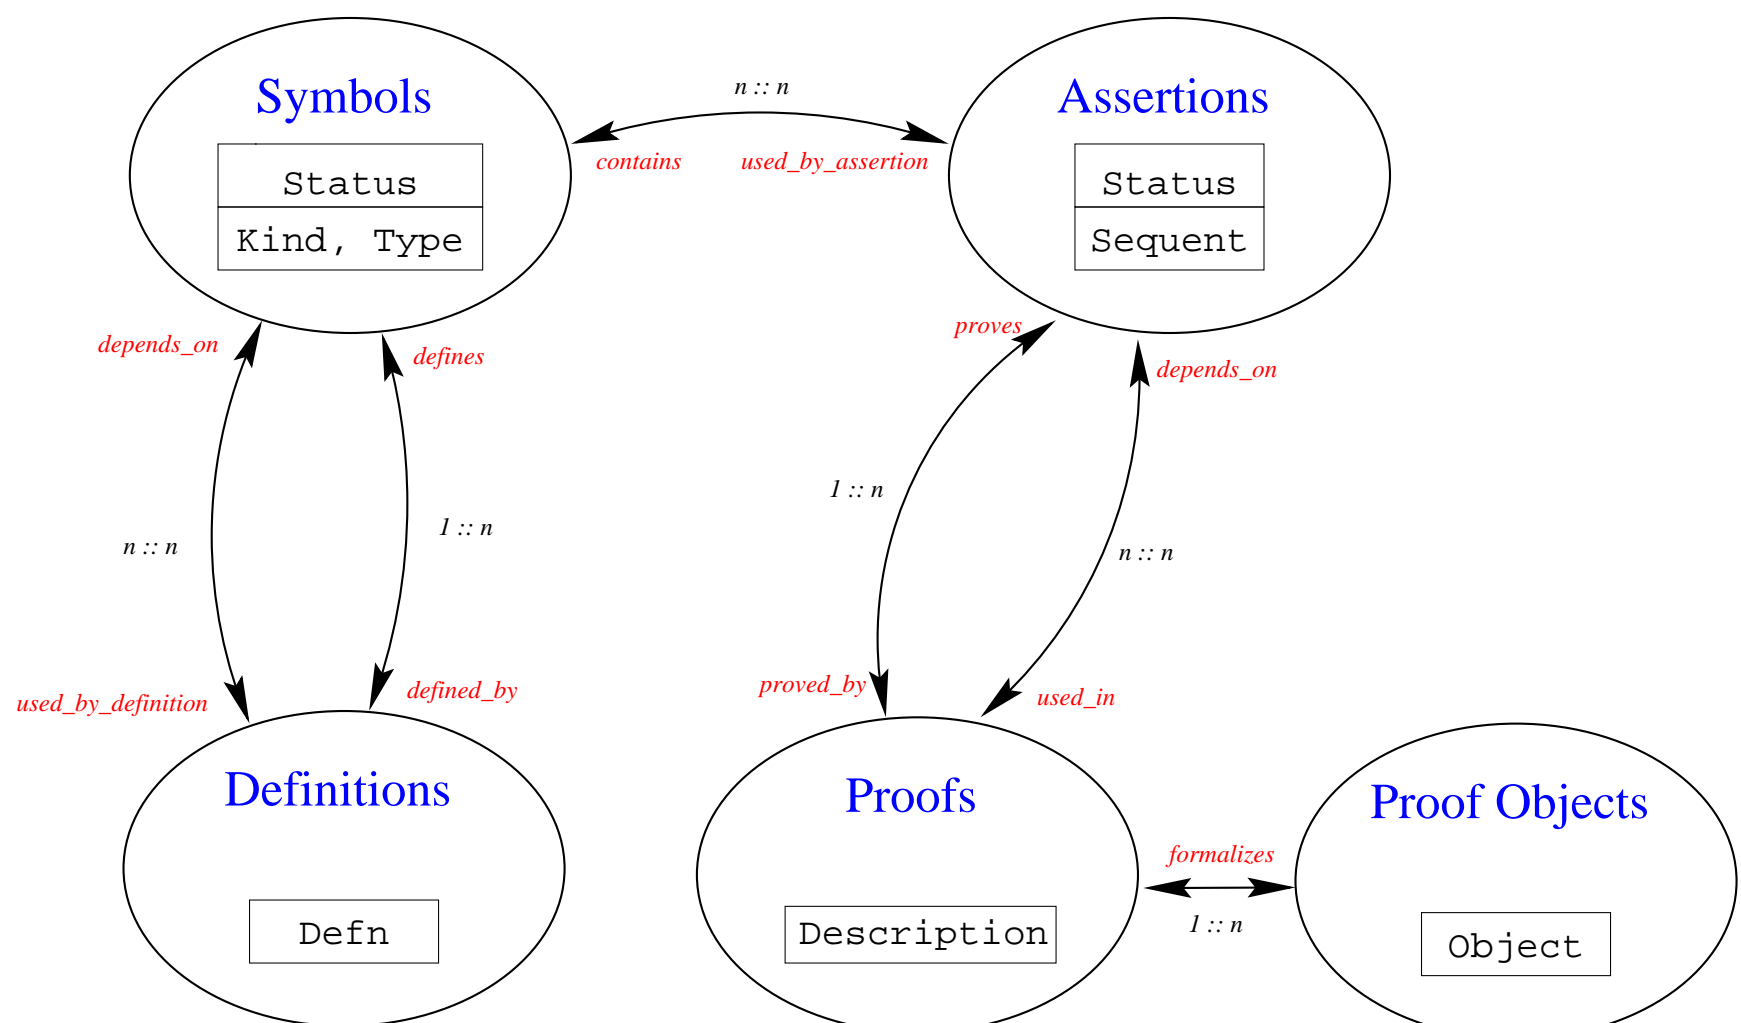 Symbols
Status
Kind, Type
n :: n
contains
used_by_assertion
Assertions
Status
Sequent
depends_on
defines
proves
depends_on
n :: n
1 :: n
1 :: n
n :: n
used_by_definition
defined_by
proved_by
used_in
Definitions
Defn
Proofs
Description
formalizes
1 :: n
Proof Objects
Object